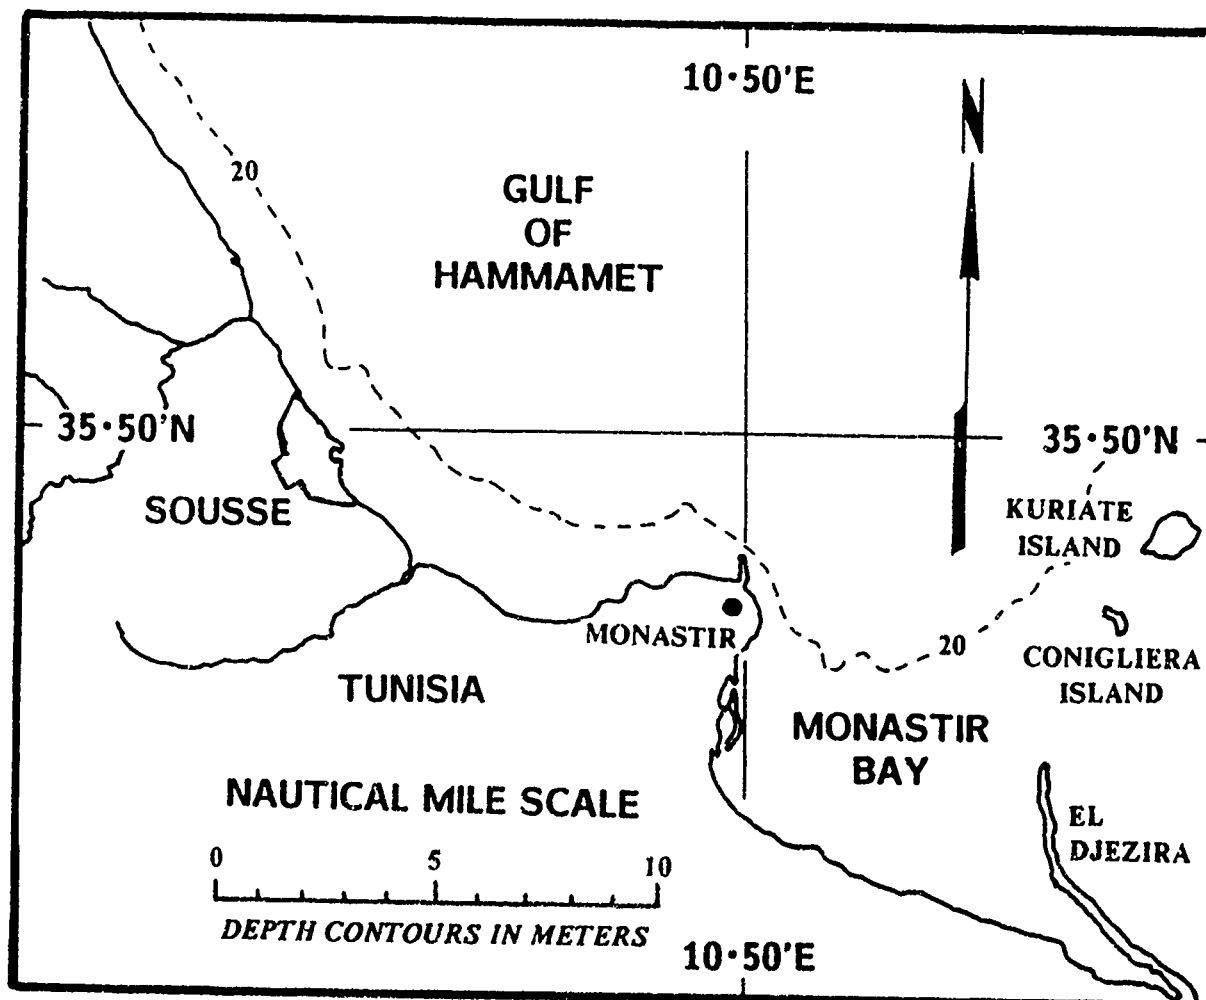 10•50'E
N
20
GULF
OF
HAMMAMET
35•50'N
35•50'N
SOUSSE
KURIATE
ISLAND
MONASTIR
20
CONIGLIERA
ISLAND
TUNISIA
MONASTIR
BAY
NAUTICAL MILE SCALE
EL
DJEZIRA
0 5 10
DEPTH CONTOURS IN METERS
10•50'E